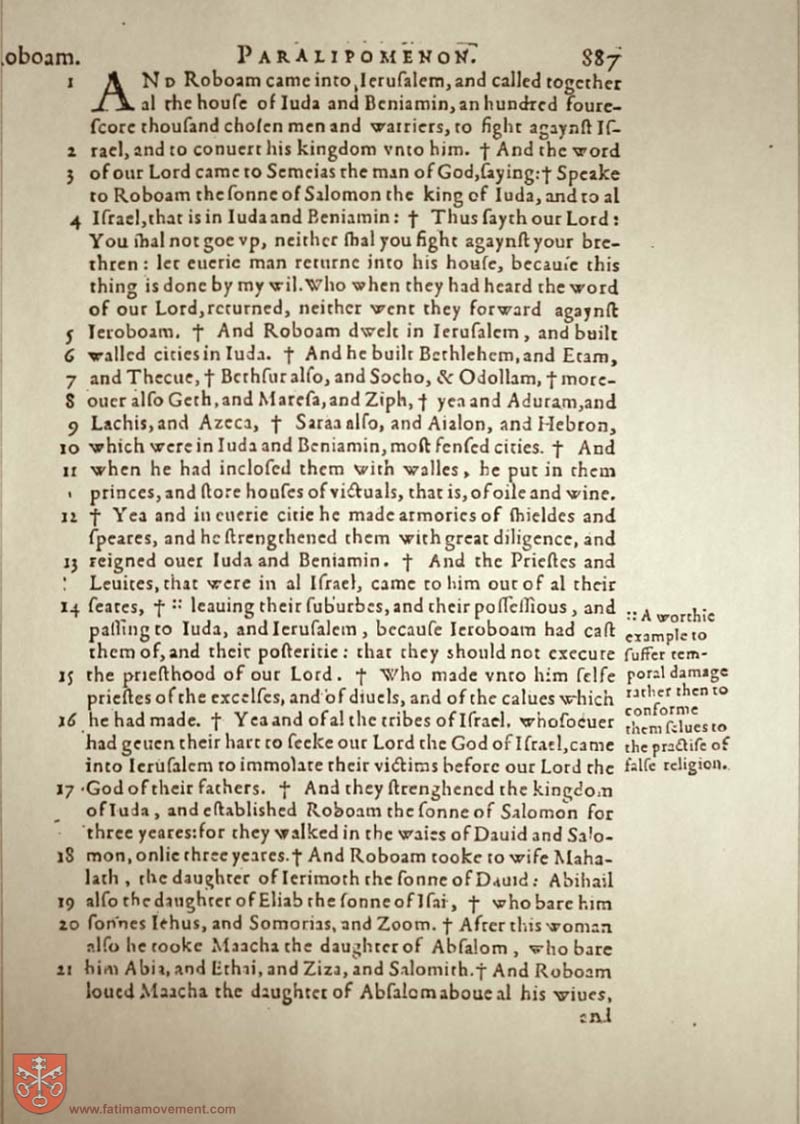 .oboam. PARALIPOMENON. 887
1 AND Roboam came into Ierusalem, and called together
al the house of Iuda and Beniamin, an hundred foure-
score thousand chosen men and warriers, to fight agaynst Is-
2 rael, and to conuert his kingdom vnto him. † And the word
3 of our Lord came to Semeias the man of God, saying: † Speake
to Roboam the sonne of Salomon the king of Iuda, and to al
4 Israel, that is in Iuda and Beniamin: † Thus sayth our Lord:
You shal not goe vp, neither shal you fight agaynst your bre-
thren: let euerie man returne into his house, because this
thing is done by my wil. Who when they had heard the word
of our Lord, returned, neither went they forward agaynst
5 Ieroboam. † And Roboam dwelt in Ierusalem, and built
6 walled cities in Iuda. † And he built Bethlehem, and Etam,
7 and Thecue, † Bethsur also, and Socho, & Odollam, † more-
8 ouer also Geth, and Maresa, and Ziph, † yea and Aduram, and
9 Lachis, and Azeca, † Saraa also, and Aialon, and Hebron,
10 which were in Iuda and Beniamin, most fensed cities. † And
11 when he had inclosed them with walles, he put in them
princes, and store houses of victuals, that is, of oile and wine.
12 † Yea and in euerie citie he made armories of shieldes and
speares, and he strengthened them with great diligence, and
13 reigned ouer Iuda and Beniamin. † And the Priestes and
Leuites, that were in al Israel, came to him out of al their
14 seates, † :: leauing their suburbes, and their possessious, and
passing to Iuda, and Ierusalem, because Ieroboam had cast
them of, and their posteritie: that they should not execute
15 the priesthood of our Lord. † Who made vnto him selfe
priestes of the excelses, and of diuels, and of the calues which
16 he had made. † Yea and of al the tribes of Israel, whosoeuer
had geuen their hart to seeke our Lord the God of Israel, came
into Ierusalem to immolate their victims before our Lord the
17 God of their fathers. † And they strenghened the kingdom
of Iuda, and established Roboam the sonne of Salomon for
three yeares: for they walked in the waies of Dauid and Salo-
18 mon, onlie three yeares. † And Roboam tooke to wife Maha-
lath, the daughter of Ierimoth the sonne of Dauid: Abihail
19 also the daughter of Eliab the sonne of Isai, † who bare him
20 sonnes Iehus, and Somorias, and Zoom. † After this woman
also he tooke Maacha the daughter of Absalom, who bare
21 him Abia, and Ethai, and Ziza, and Salomith. † And Roboam
loued Maacha the daughter of Absalom aboue al his wiues,
and
:: A worthie
example to
suffer tem-
poral damage
rather then to
conforme
them selues to
the practise of
false religion.
www.fatimamovement.com